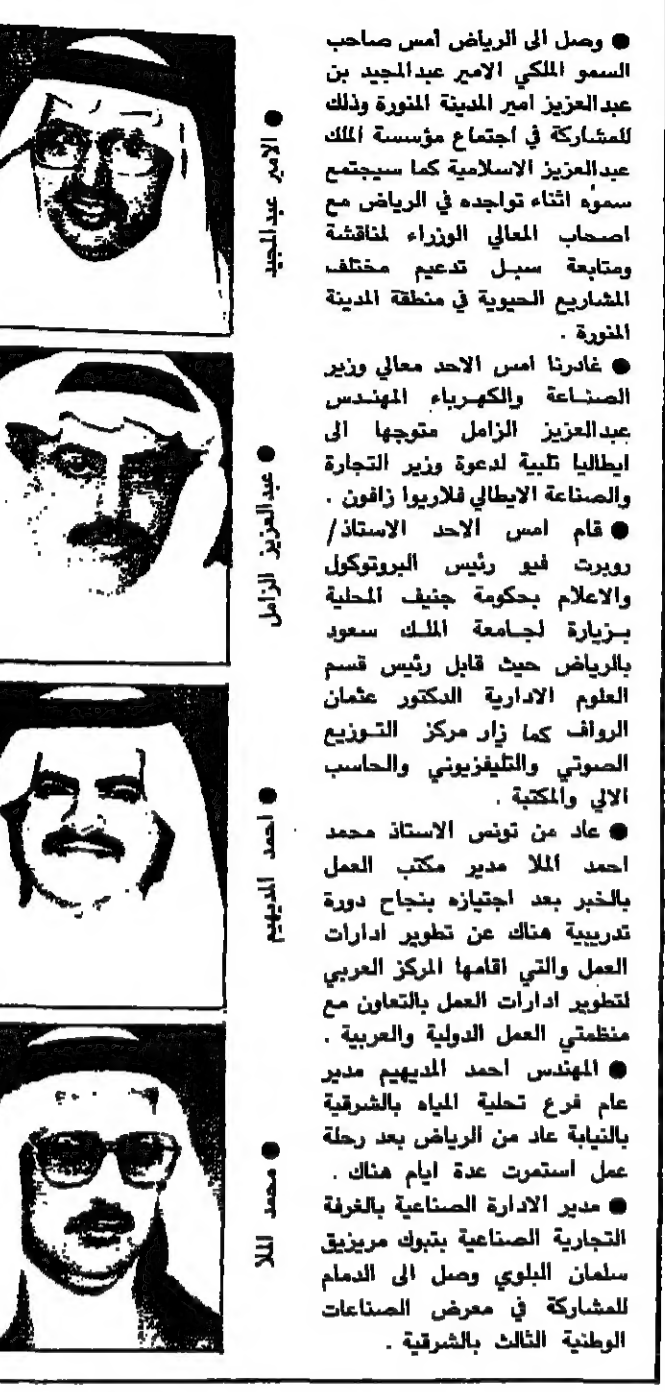 ● وصل الى الرياض أمس صاحب
السمو الملكي الامير عبدالمجيد بن
عبدالعزيز امير المدينة المنورة وذلك
للمشاركة في اجتماع مؤسسة الملك
عبدالعزيز الاسلامية كما سيجتمع
سموه اثناء تواجده في الرياض مع
اصحاب المعالي الوزراء لمناقشة
ومتابعة سبل تدعيم مختلف
المشاريع الحيوية في منطقة المدينة
المنورة .
● غادرنا امس الاحد معالي وزير
الصناعة والكهرباء المهندس
عبدالعزيز الزامل متوجها الى
ايطاليا تلبية لدعوة وزير التجارة
والصناعة الايطالي فلاريوا زافون .
● قام امس الاحد الاستاذ/
روبرت فيو رئيس البروتوكول
والاعلام بحكومة جنيف المحلية
بزيارة لجامعة الملك سعود
بالرياض حيث قابل رئيس قسم
العلوم الادارية الدكتور عثمان
الرواف كما زار مركز التوزيع
الصوتي والتليفزيوني والحاسب
الالي والمكتبة .
● عاد من تونس الاستاذ محمد
احمد الملا مدير مكتب العمل
بالخبر بعد اجتيازه بنجاح دورة
تدريبية هناك عن تطوير ادارات
العمل والتي اقامها المركز العربي
لتطوير ادارات العمل بالتعاون مع
منظمتي العمل الدولية والعربية .
● المهندس احمد المديهيم مدير
عام فرع تحلية المياه بالشرقية
بالنيابة عاد من الرياض بعد رحلة
عمل استمرت عدة ايام هناك .
● مدير الادارة الصناعية بالغرفة
التجارية الصناعية بتبوك مريزيق
سلمان البلوي وصل الى الدمام
للمشاركة في معرض الصناعات
الوطنية الثالث بالشرقية .
● الامير عبدالمجيد
● عبدالعزيز الزامل
● احمد المديهيم
● محمد الملا